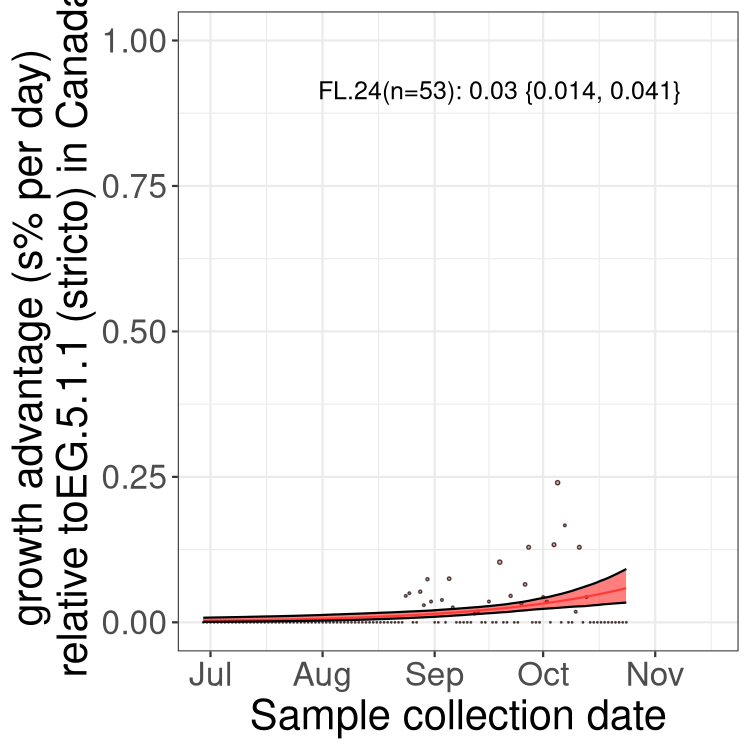 growth advantage (s% per day)
relative toEG.5.1.1 (stricto) in Canada
1.00
FL.24(n=53): 0.03 {0.014, 0.041}
0.75
0.50
0.25
0.00
Jul Aug Sep Oct Nov
Sample collection date